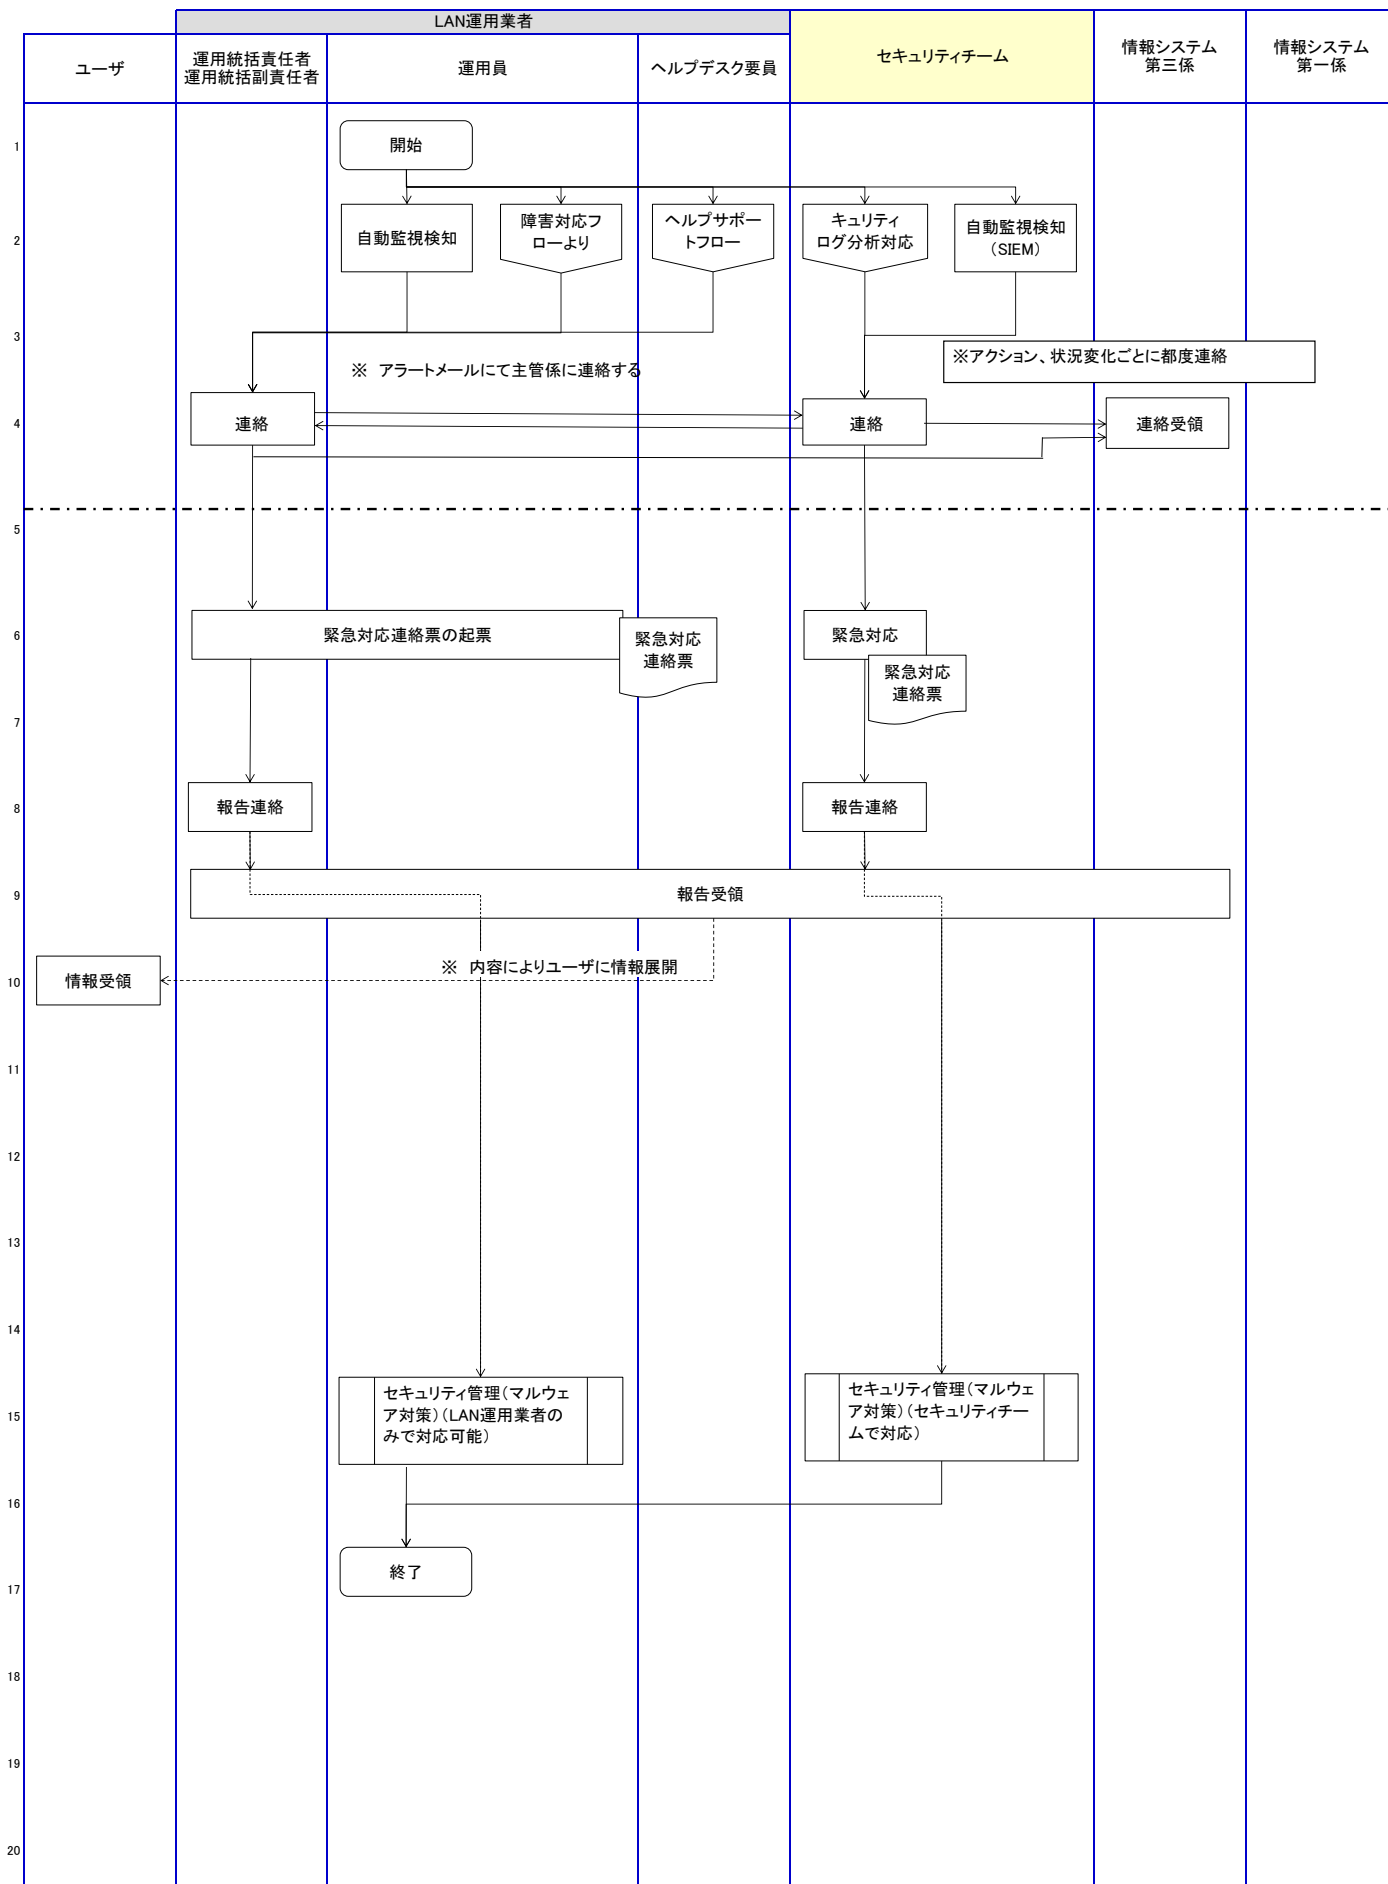 LAN運用業者
ユーザ
運用統括責任者
運用統括副責任者
運用員
ヘルプデスク要員
セキュリティチーム
情報システム
第三係
情報システム
第一係
1
開始
2
自動監視検知
障害対応フ
ローより
ヘルプサポー
トフロー
キュリティ
ログ分析対応
自動監視検知
(SIEM)
3
※ アラートメールにて主管係に連絡する
※アクション、状況変化ごとに都度連絡
4
連絡
連絡
連絡受領
5
6
緊急対応連絡票の起票
緊急対応
連絡票
緊急対応
緊急対応
連絡票
7
8
報告連絡
報告連絡
9
報告受領
※ 内容によりユーザに情報展開
10
情報受領
11
12
13
14
15
セキュリティ管理(マルウェ
ア対策)(LAN運用業者の
みで対応可能)
セキュリティ管理(マルウェ
ア対策)(セキュリティチー
ムで対応)
16
終了
17
18
19
20